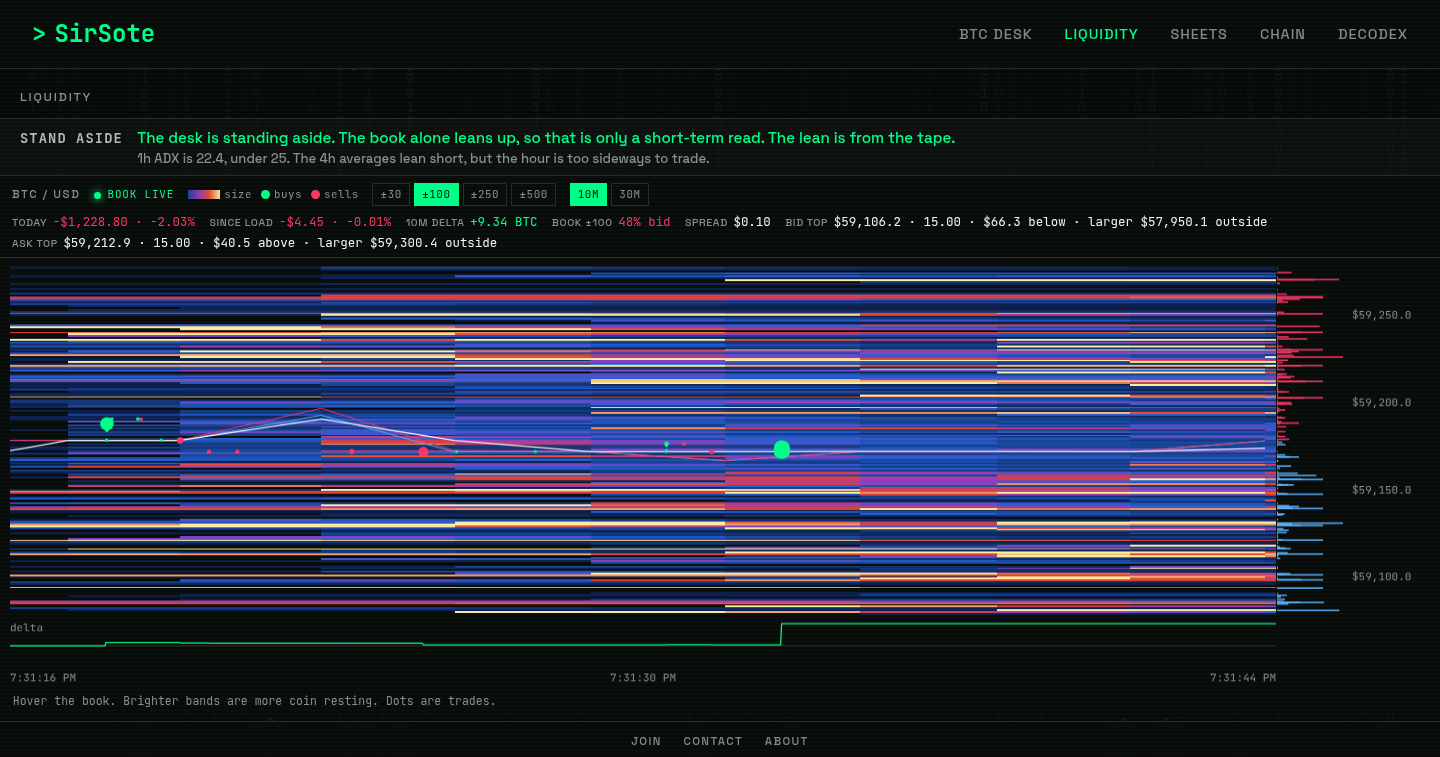 > SirSote
BTC DESK LIQUIDITY SHEETS CHAIN DECODEX
LIQUIDITY
STAND ASIDE The desk is standing aside. The book alone leans up, so that is only a short-term read. The lean is from the tape.
1h ADX is 22.4, under 25. The 4h averages lean short, but the hour is too sideways to trade.
BTC / USD BOOK LIVE size buys sells ±30 ±100 ±250 ±500 10M 30M
TODAY -$1,228.80 · -2.03% SINCE LOAD -$4.45 · -0.01% 10M DELTA +9.34 BTC BOOK ±100 48% bid SPREAD $0.10 BID TOP $59,106.2 · 15.00 · $66.3 below · larger $57,950.1 outside
ASK TOP $59,212.9 · 15.00 · $40.5 above · larger $59,300.4 outside
$59,250.0
$59,200.0
$59,150.0
$59,100.0
delta
7:31:16 PM 7:31:30 PM 7:31:44 PM
Hover the book. Brighter bands are more coin resting. Dots are trades.
JOIN CONTACT ABOUT